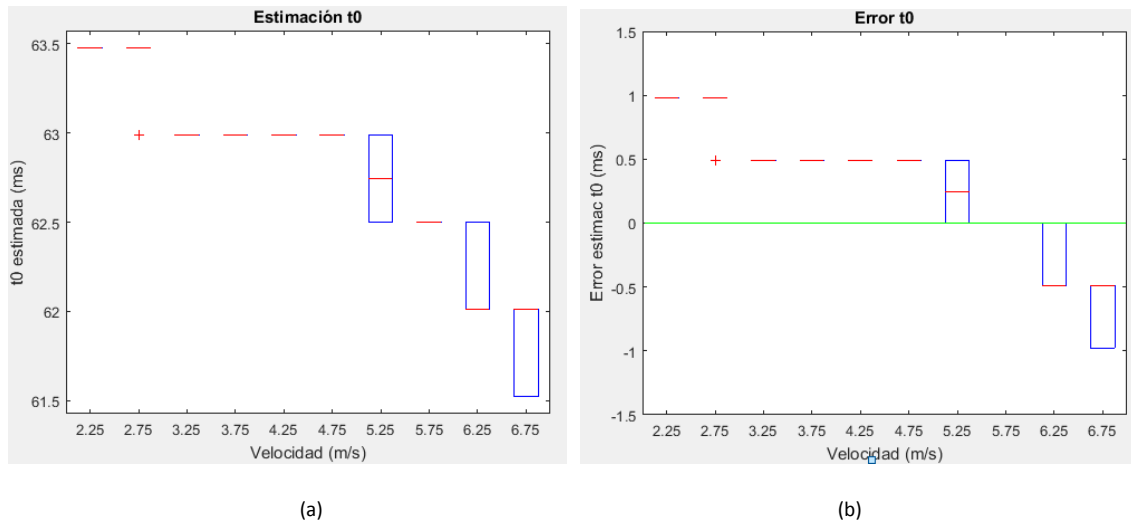 Estimación t0
63.5
63
62.5
62
61.5
t0 estimada (ms)
2.25 2.75 3.25 3.75 4.25 4.75 5.25 5.75 6.25 6.75
Velocidad (m/s)
(a)
Error t0
1.5
1
0.5
0
-0.5
-1
-1.5
Error estimac t0 (ms)
2.25 2.75 3.25 3.75 4.25 4.75 5.25 5.75 6.25 6.75
Velocidad (m/s)
(b)